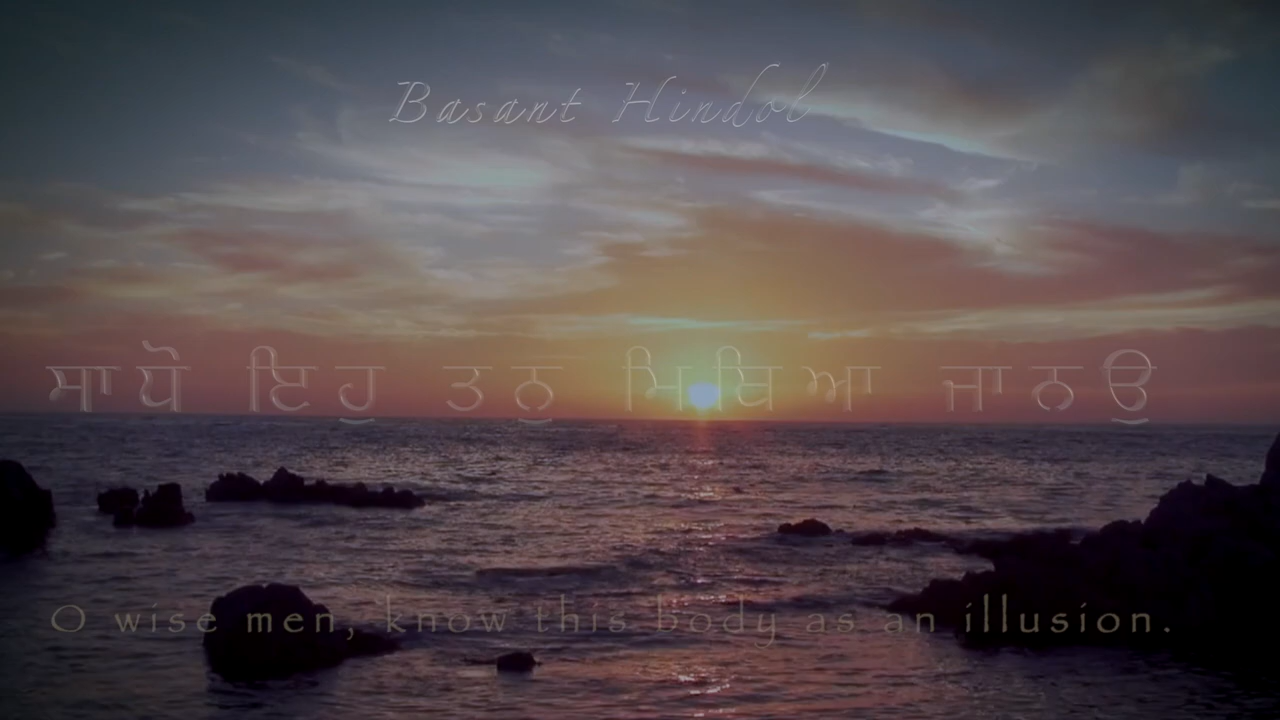 Basant Hindol
ਸਾਧੋ ਇਹੁ ਤਨੁ ਮਿਥਿਆ ਜਾਨਉ
O wise men, know this body as an illusion.